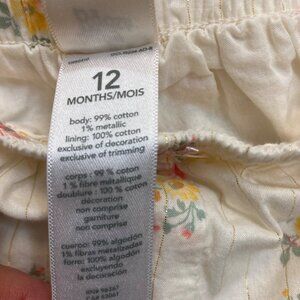 12
MONTHS/MOIS
body: 99% cotton
1% metallic
lining: 100% cotton
exclusive of decoration
exclusive of trimming
corps : 99 % coton
1 % fibre métallique
doublure : 100 % coton
décoration
non comprise
garniture
non comprise
cuerpo: 99% algodón
1% fibras metalizadas
forro: 100% algodón
excluyendo
la decoración